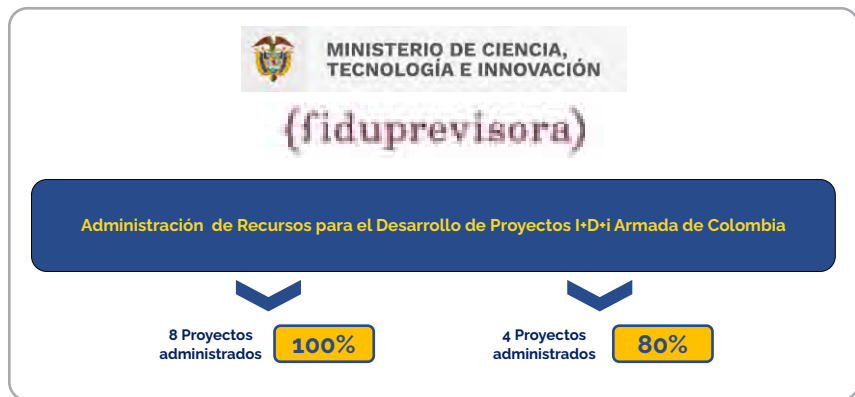 MINISTERIO DE CIENCIA,
TECNOLOGÍA E INNOVACIÓN
{fiduprevisora)
Administración de Recursos para el Desarrollo de Proyectos I+D+i Armada de Colombia
8 Proyectos
administrados
100%
4 Proyectos
administrados
80%